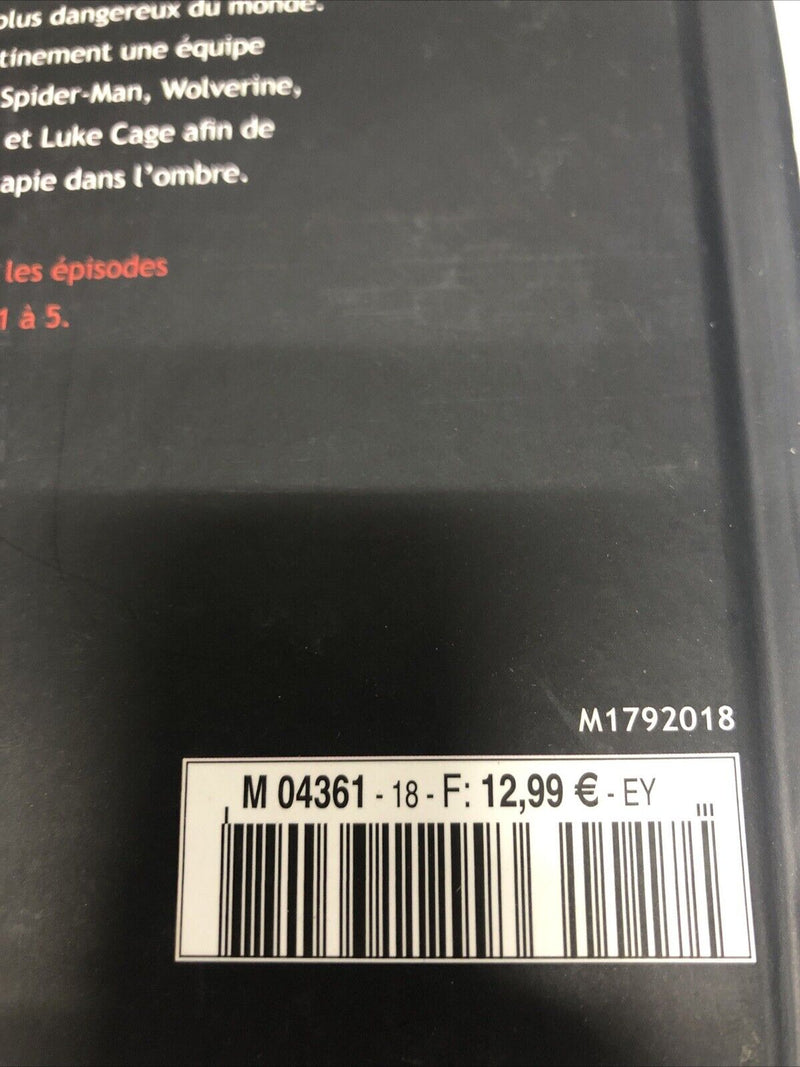 plus dangereux du monde.
tinement une équipe
Spider-Man, Wolverine,
et Luke Cage afin de
apie dans l'ombre.
les épisodes
1 à 5.
M1792018
M 04361 - 18 - F: 12,99 € - EY